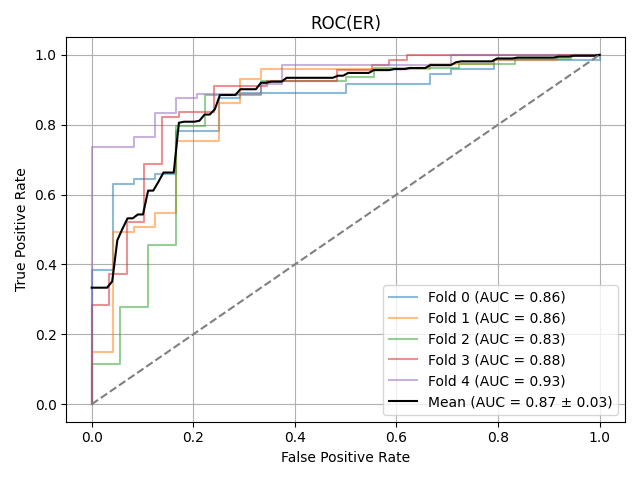 ROC(ER)
True Positive Rate
1.0
0.8
0.6
0.4
0.2
0.0
Fold 0 (AUC = 0.86)
Fold 1 (AUC = 0.86)
Fold 2 (AUC = 0.83)
Fold 3 (AUC = 0.88)
Fold 4 (AUC = 0.93)
Mean (AUC = 0.87 ± 0.03)
0.0 0.2 0.4 0.6 0.8 1.0
False Positive Rate